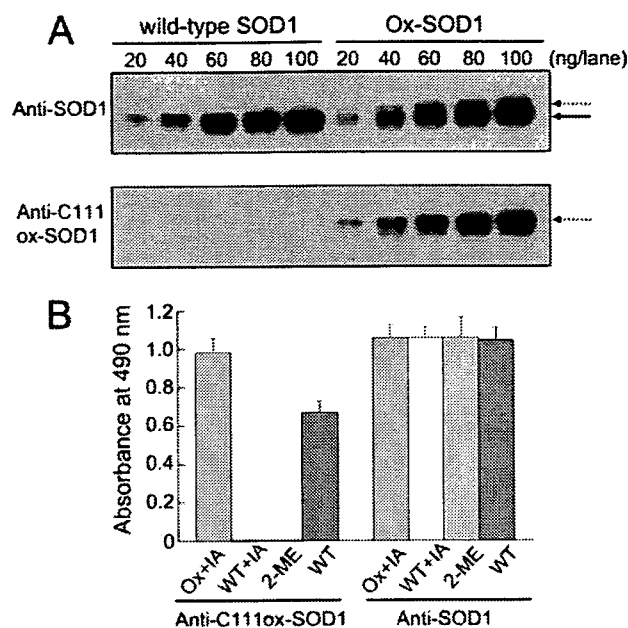 A
wild-type SOD1 Ox-SOD1
20 40 60 80 100 20 40 60 80 100 (ng/lane)
Anti-SOD1
Anti-C111
ox-SOD1
B
Absorbance at 490 nm
1.2
1.0
0.8
0.6
0.4
0.2
0
Ox+IA WT+IA 2-ME WT Ox+IA WT+IA 2-ME WT
Anti-C111ox-SOD1 Anti-SOD1